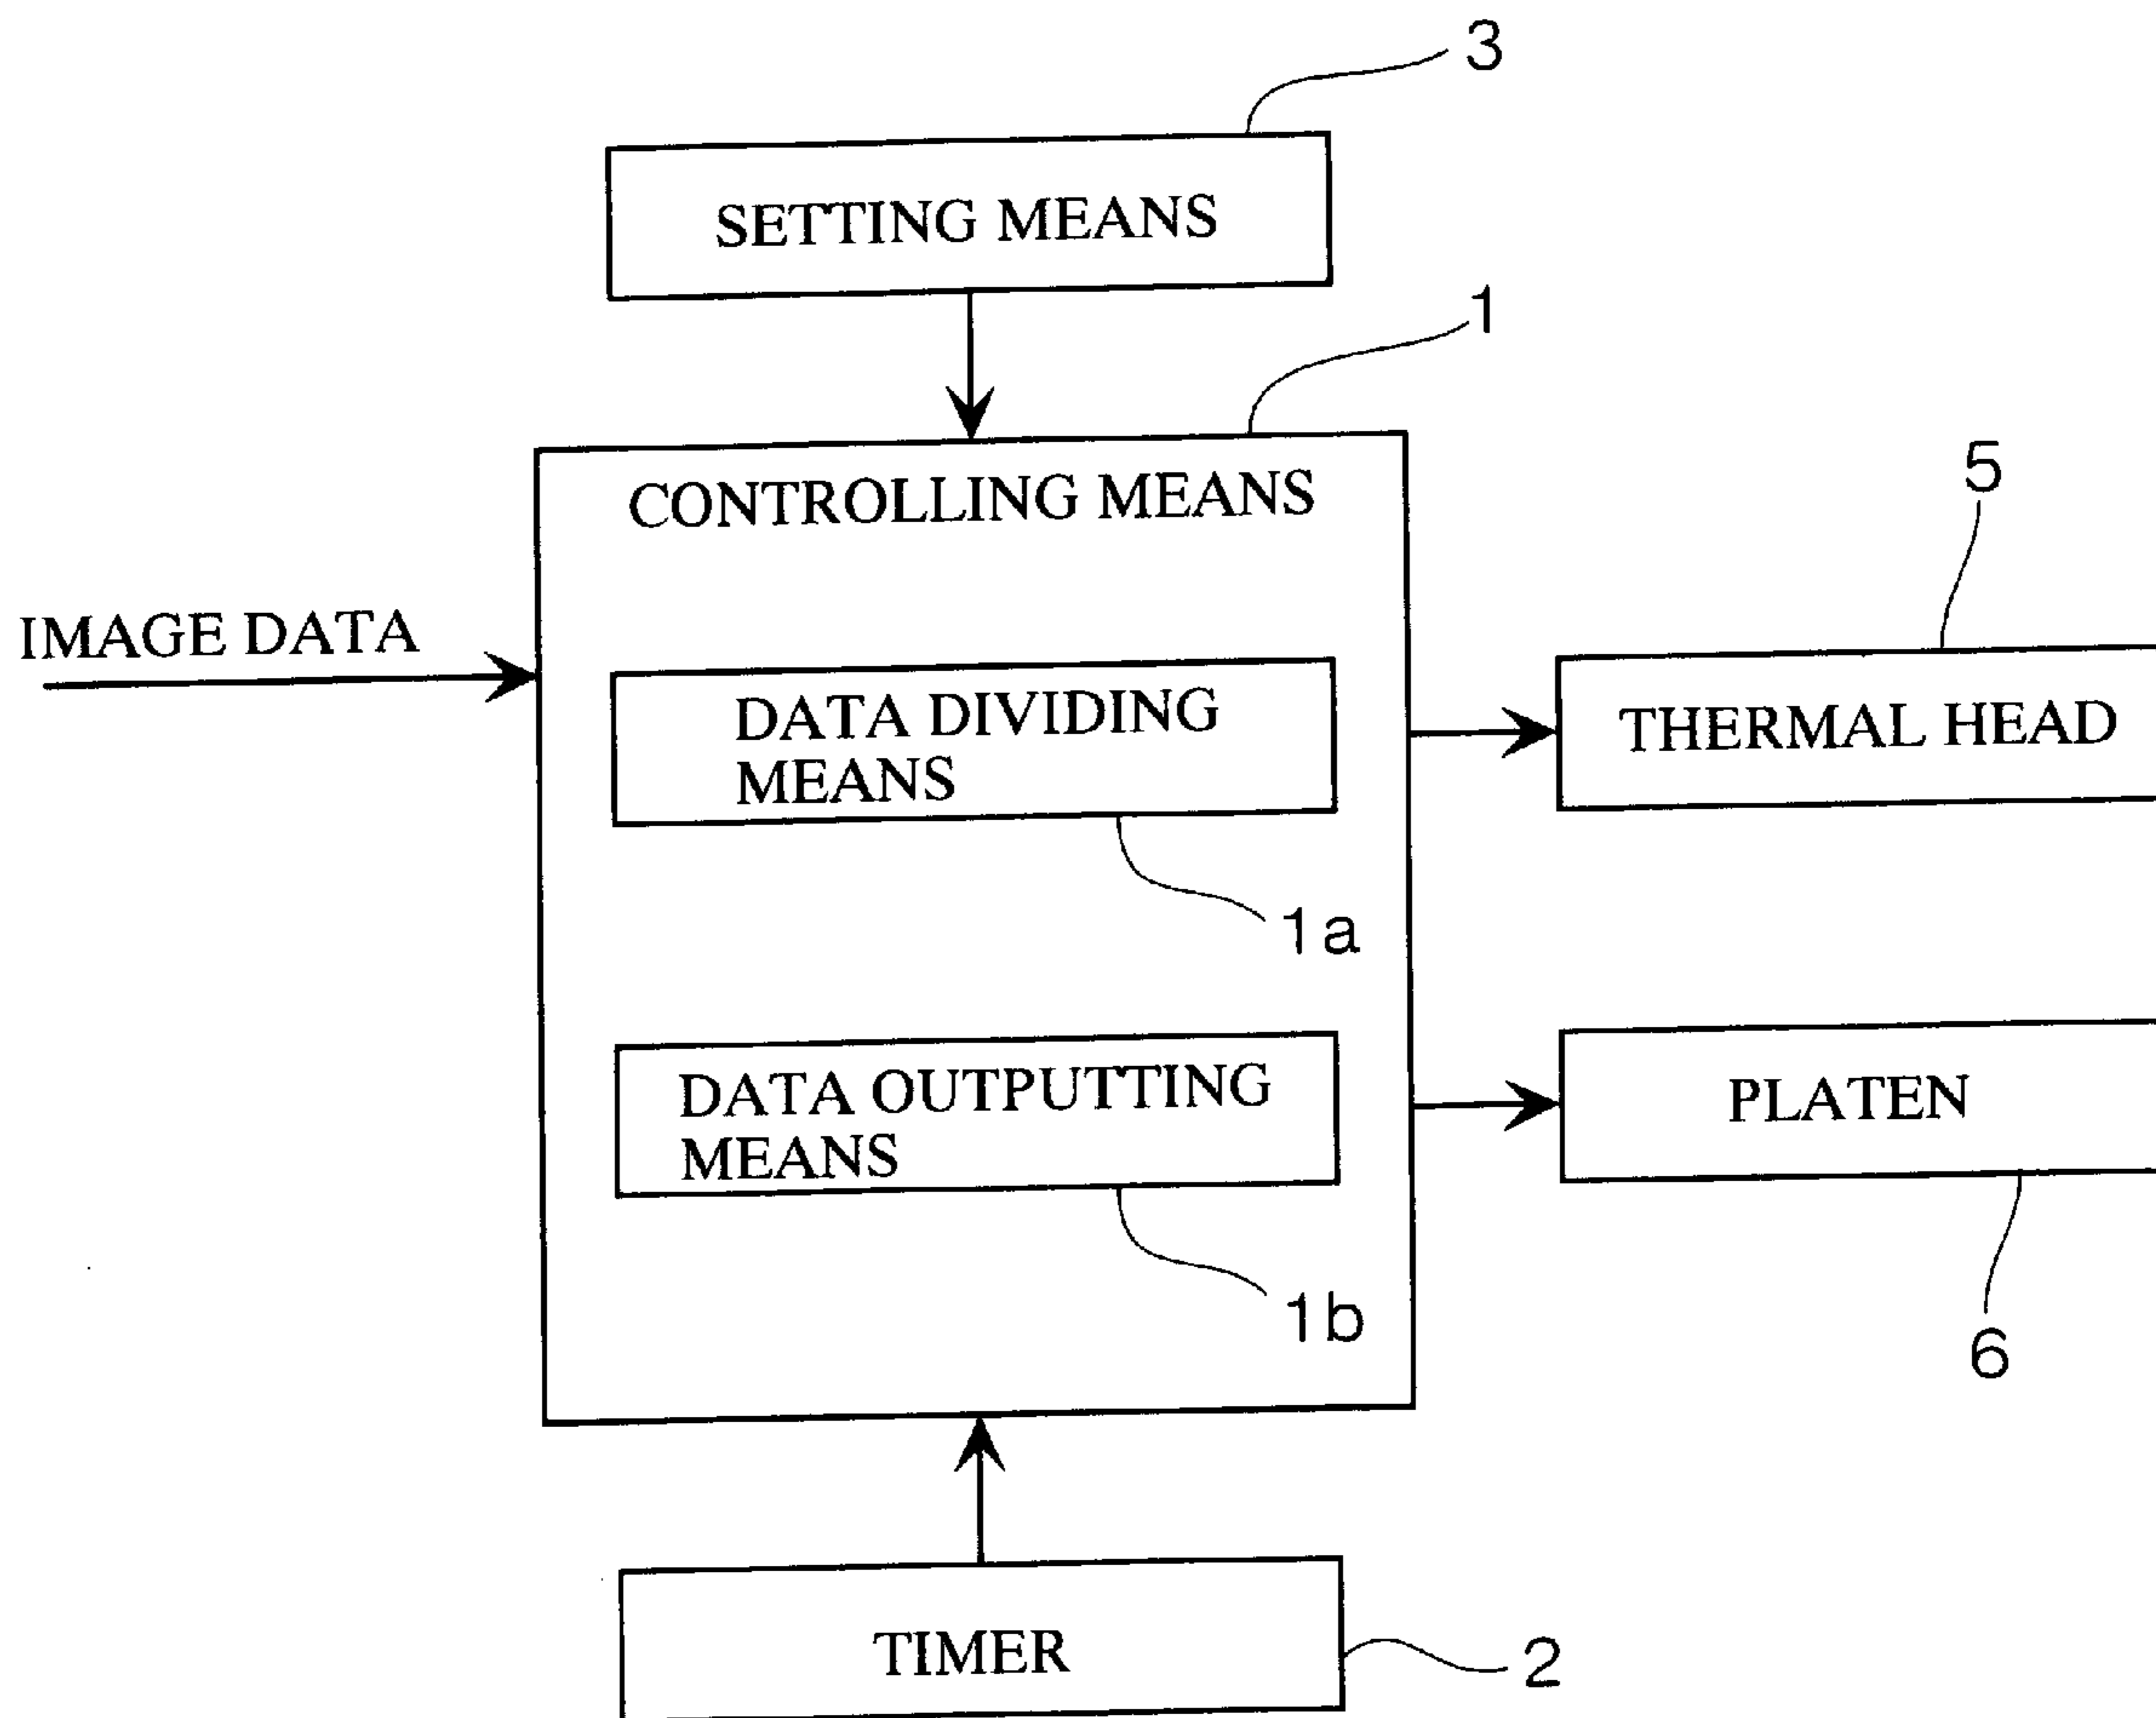 3
SETTING MEANS
1
CONTROLLING MEANS
5
IMAGE DATA
DATA DIVIDING
MEANS
THERMAL HEAD
1a
DATA OUTPUTTING
MEANS
PLATEN
1b
6
TIMER
2